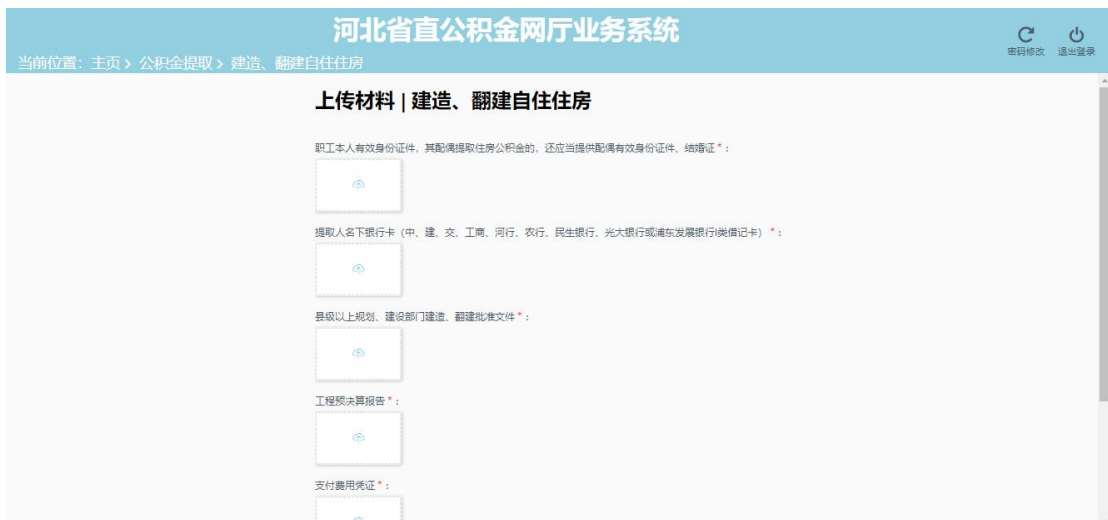 河北省直公积金网厅业务系统
密码修改 退出登录
当前位置：主页 > 公积金提取 > 建造、翻建自住住房
上传材料 | 建造、翻建自住住房
职工本人有效身份证件，其配偶提取住房公积金的，还应当提供配偶有效身份证件、结婚证 * ：
提取人名下银行卡（中、建、交、工商、河行、农行、民生银行、光大银行或浦东发展银行I类借记卡） * ：
县级以上规划、建设部门建造、翻建批准文件 * ：
工程预决算报告 * ：
支付费用凭证 * ：